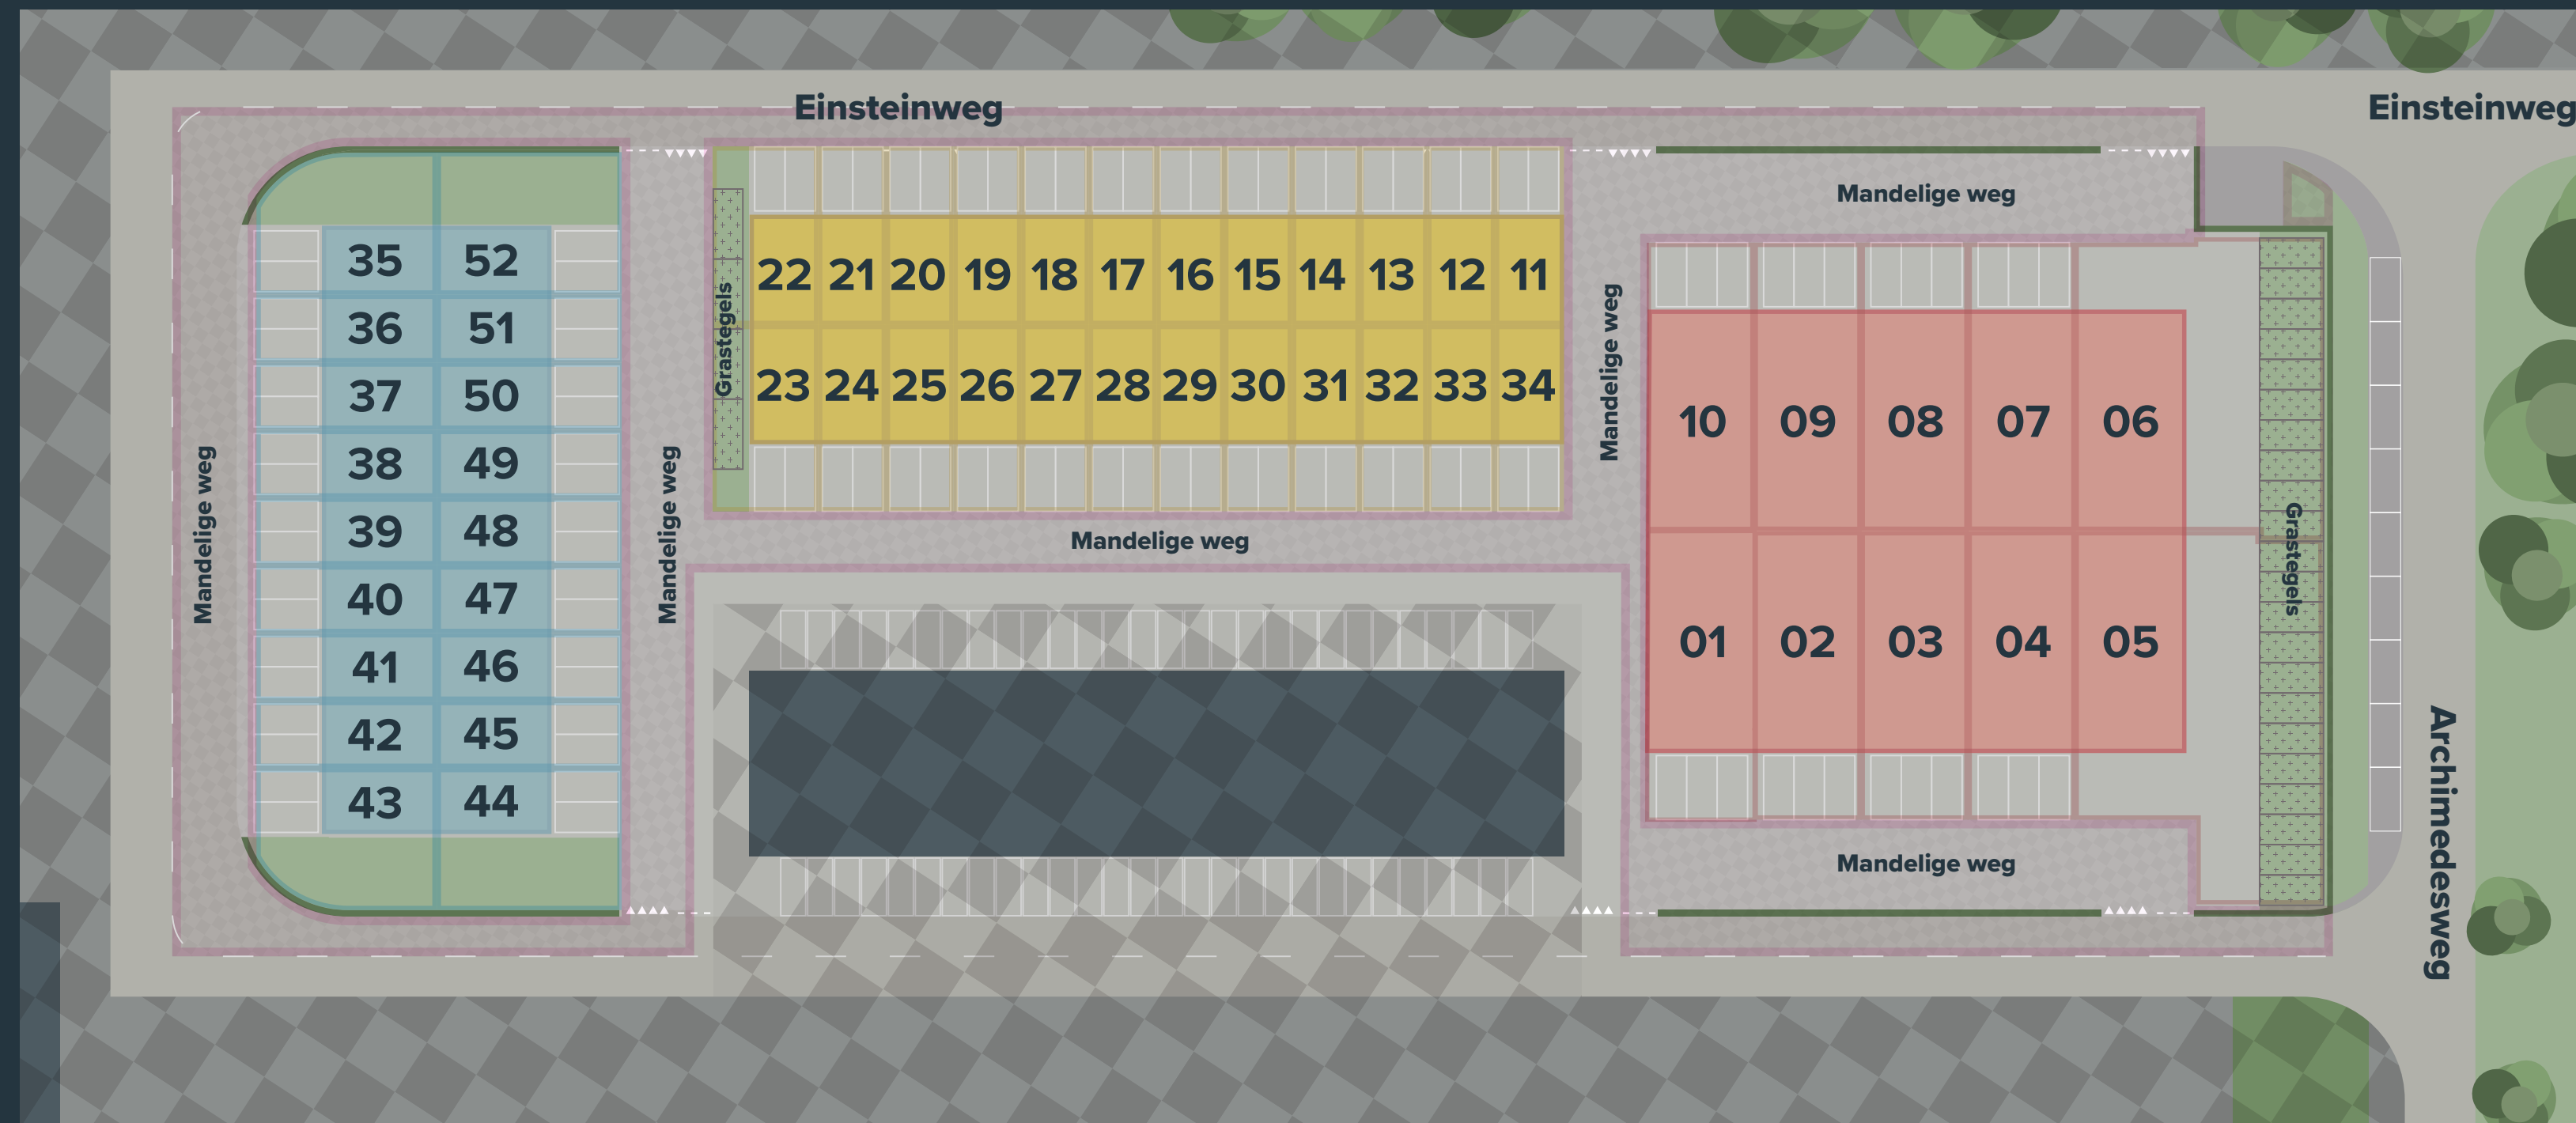 Einsteinweg
Einsteinweg
Mandelige weg
35 52
36 51
37 50
38 49
39 48
40 47
41 46
42 45
43 44
Mandelige weg
Mandelige weg
Grastegels
22 21 20 19 18 17 16 15 14 13 12 11
23 24 25 26 27 28 29 30 31 32 33 34
Mandelige weg
Mandelige weg
10 09 08 07 06
01 02 03 04 05
Grastegels
Mandelige weg
Archimedesweg